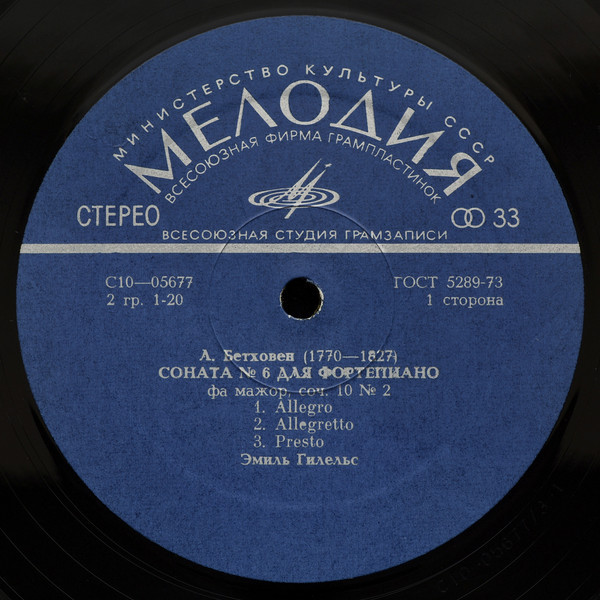 МИНИСТЕРСТВО КУЛЬТУРЫ СССР
МЕЛОДИЯ
ВСЕСОЮЗНАЯ ФИРМА ГРАМПЛАСТИНОК
СТЕРЕО
33
ВСЕСОЮЗНАЯ СТУДИЯ ГРАМЗАПИСИ
С10—05677
ГОСТ 5289-73
2 гр. 1-20
1 сторона
Л. Бетховен (1770—1827)
СОНАТА № 6 ДЛЯ ФОРТЕПИАНО
фа мажор, соч. 10 № 2
1. Allegro
2. Allegretto
3. Presto
Эмиль Гилельс